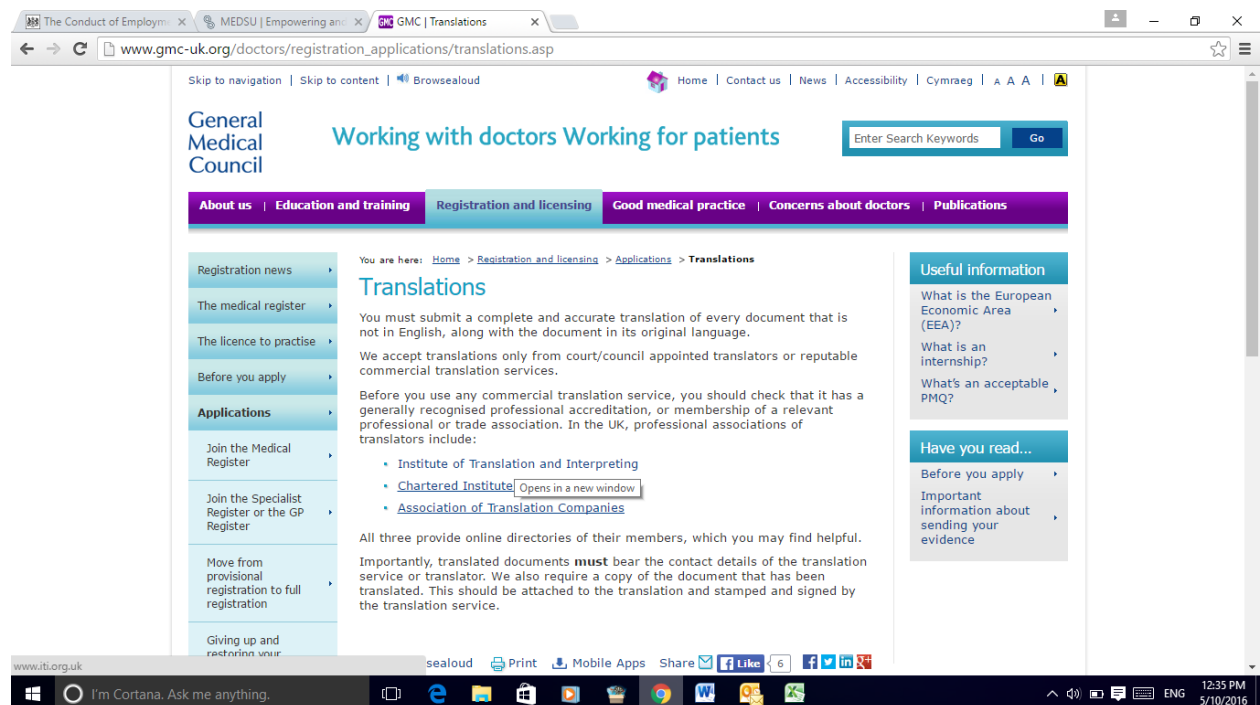 The Conduct of Employme
MEDSU | Empowering and
GMC | Translations
www.gmc-uk.org/doctors/registration_applications/translations.asp
Skip to navigation | Skip to content | Browsealoud
Home | Contact us | News | Accessibility | Cymraeg | A A A | A
General
Medical
Council
Working with doctors Working for patients
Enter Search Keywords
Go
About us | Education and training Registration and licensing Good medical practice | Concerns about doctors | Publications
Registration news
The medical register
The licence to practise
Before you apply
Applications
Join the Medical
Register
Join the Specialist
Register or the GP
Register
Move from
provisional
registration to full
registration
Giving up and
restoring your
You are here: Home > Registration and licensing > Applications > Translations
Translations
You must submit a complete and accurate translation of every document that is
not in English, along with the document in its original language.
We accept translations only from court/council appointed translators or reputable
commercial translation services.
Before you use any commercial translation service, you should check that it has a
generally recognised professional accreditation, or membership of a relevant
professional or trade association. In the UK, professional associations of
translators include:
Institute of Translation and Interpreting
Chartered Institute
Opens in a new window
Association of Translation Companies
All three provide online directories of their members, which you may find helpful.
Importantly, translated documents must bear the contact details of the translation
service or translator. We also require a copy of the document that has been
translated. This should be attached to the translation and stamped and signed by
the translation service.
sealoud Print Mobile Apps Share Like 6
Useful information
What is the European
Economic Area
(EEA)?
What is an
internship?
What's an acceptable
PMQ?
Have you read...
Before you apply
Important
information about
sending your
evidence
www.iti.org.uk
I'm Cortana. Ask me anything.
ENG
12:35 PM
5/10/2016